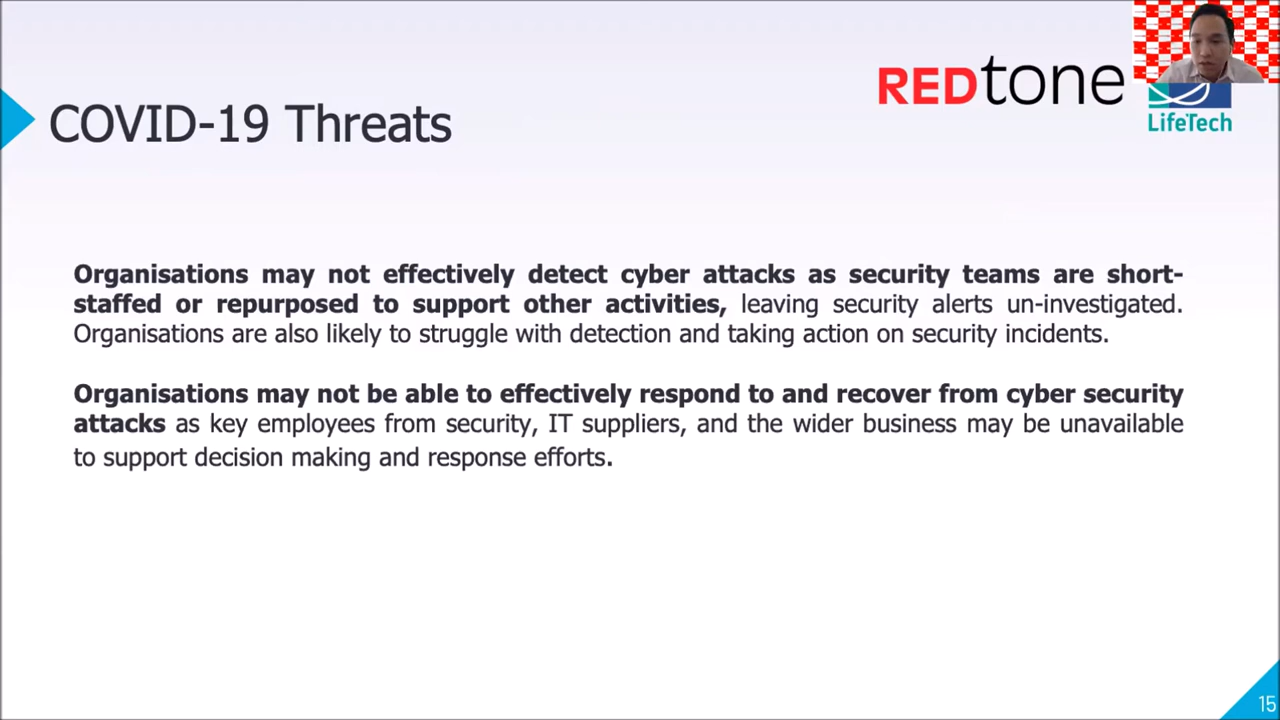 REDtone
LifeTech
COVID-19 Threats
Organisations may not effectively detect cyber attacks as security teams are short-
staffed or repurposed to support other activities, leaving security alerts un-investigated.
Organisations are also likely to struggle with detection and taking action on security incidents.
Organisations may not be able to effectively respond to and recover from cyber security
attacks as key employees from security, IT suppliers, and the wider business may be unavailable
to support decision making and response efforts.
15